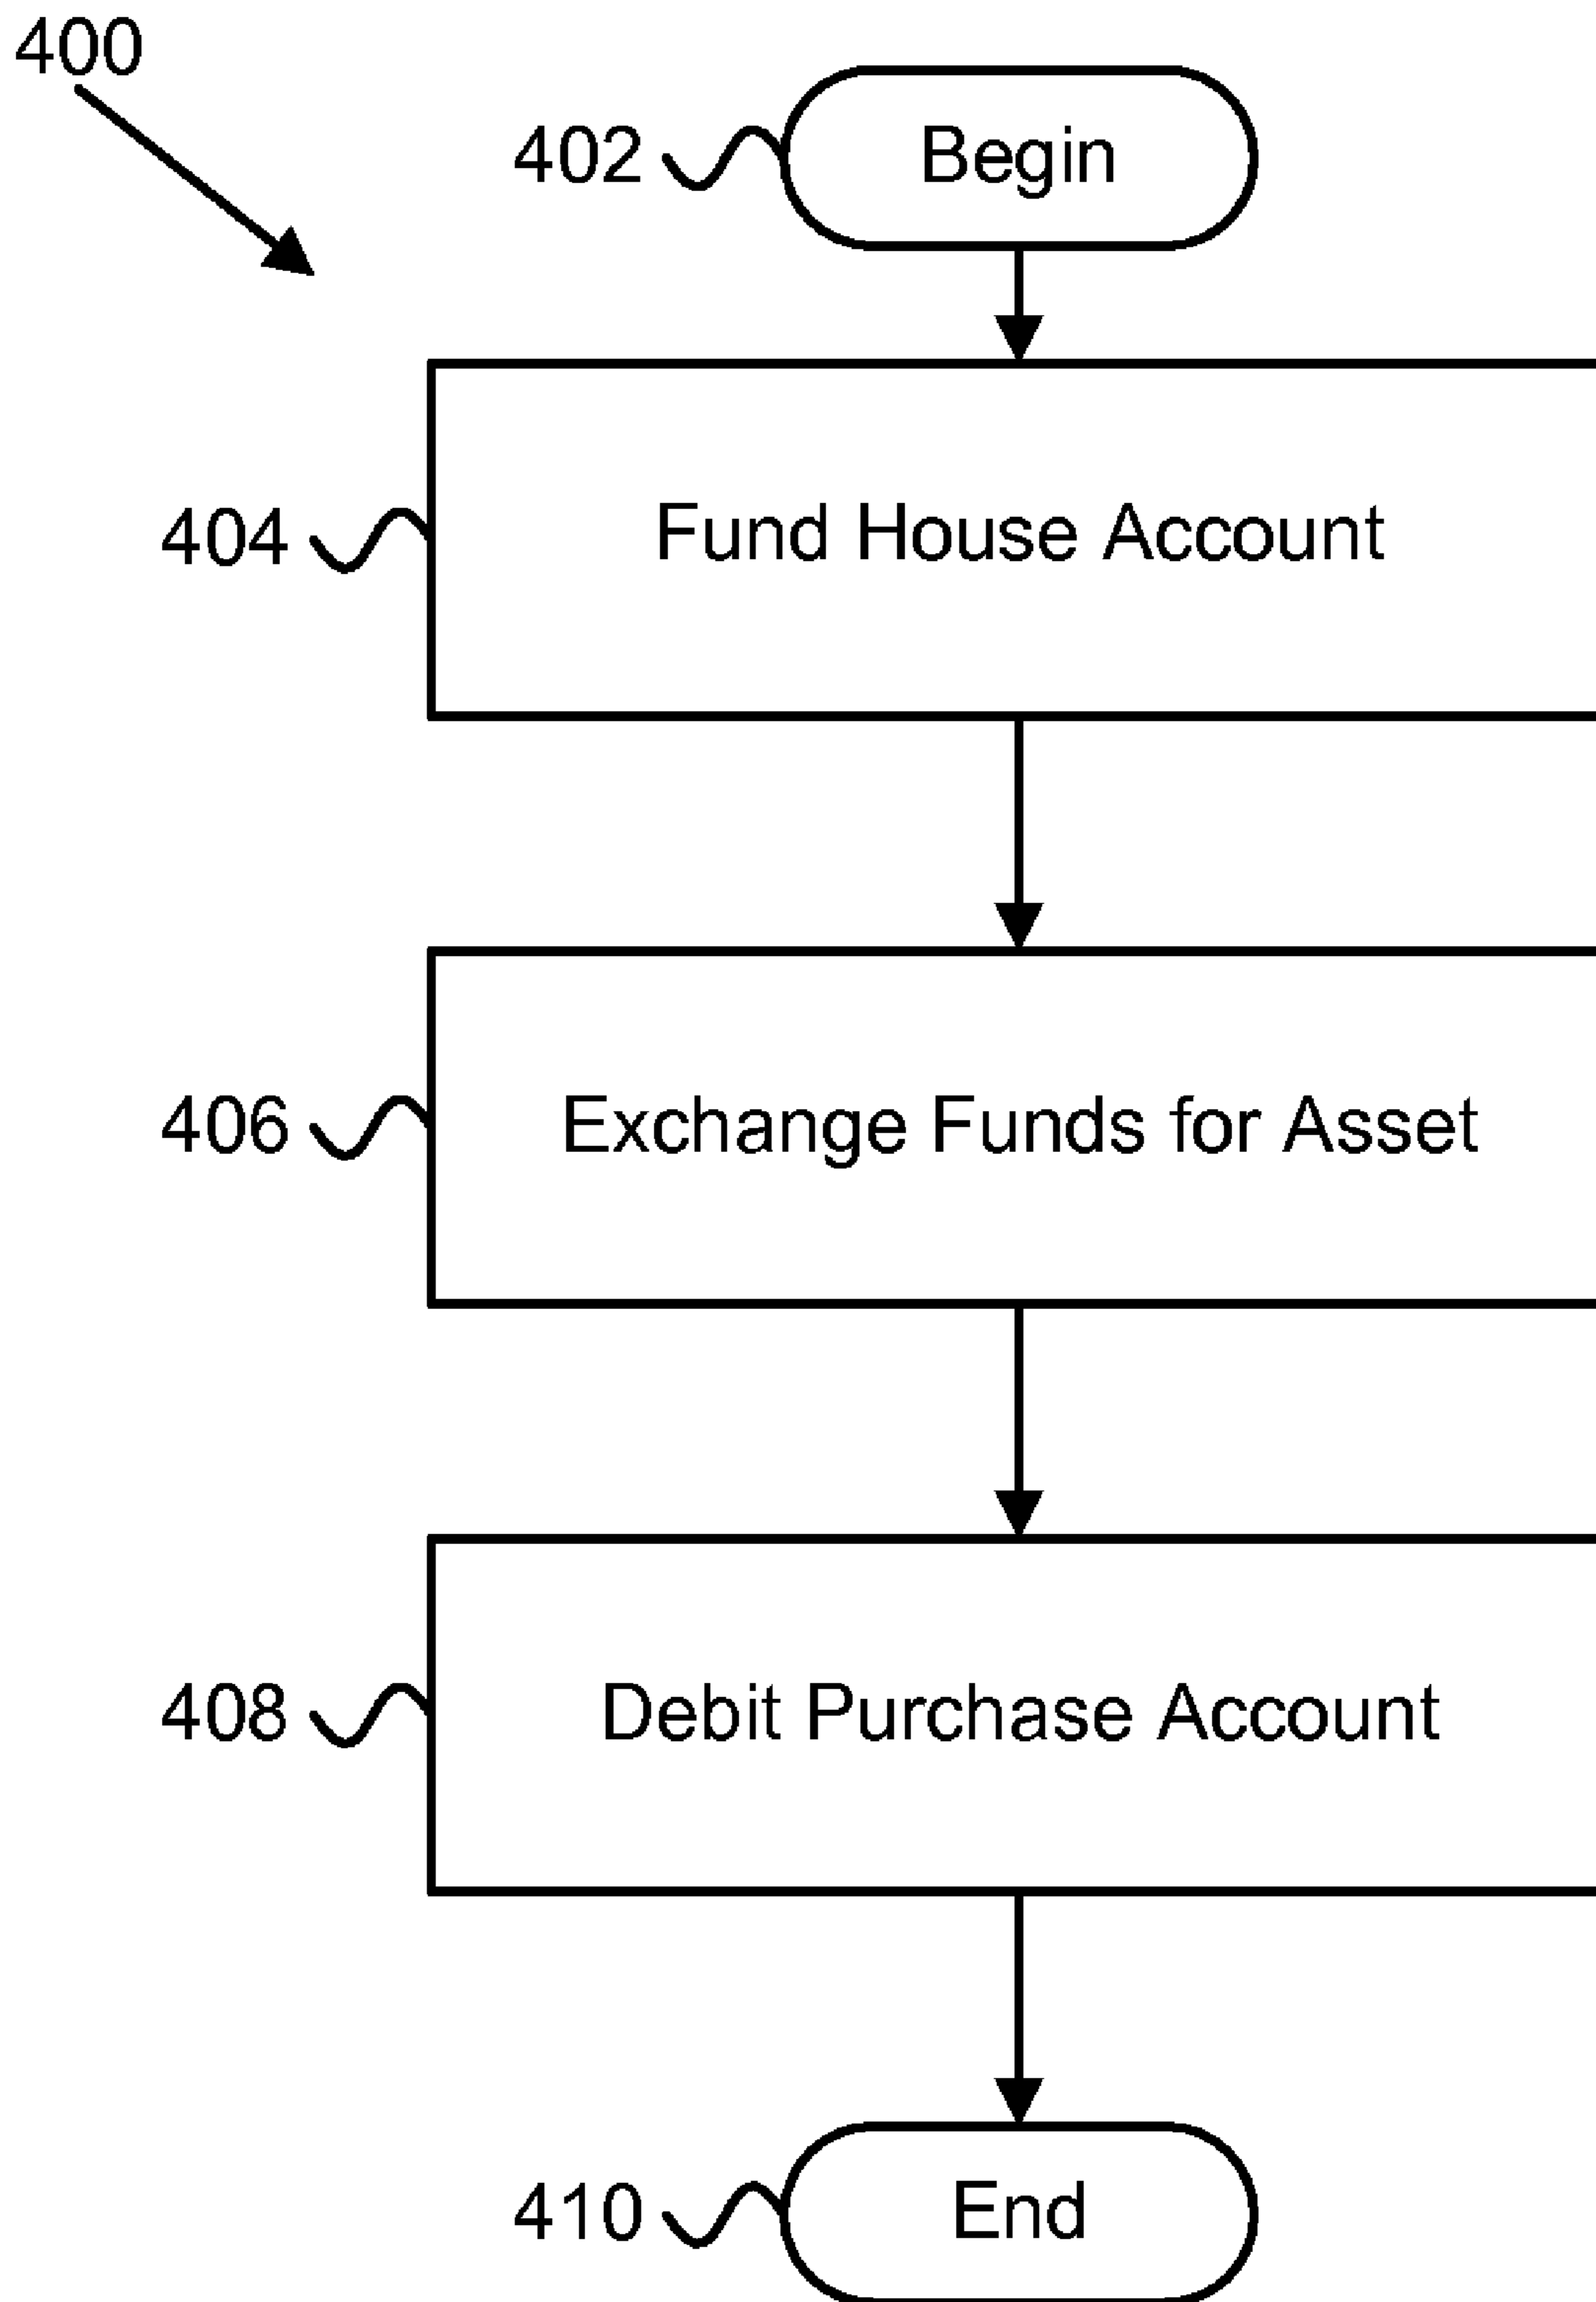 400
402 Begin
404 Fund House Account
406 Exchange Funds for Asset
408 Debit Purchase Account
410 End